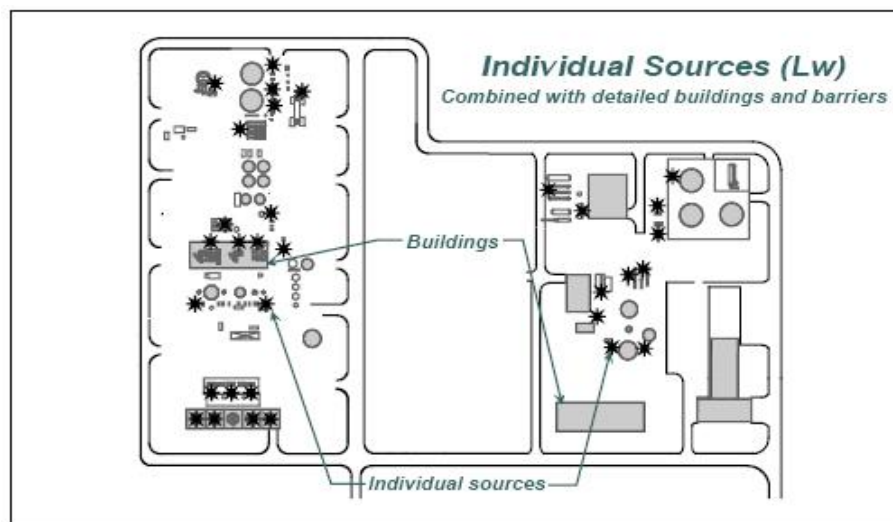 Individual Sources (Lw)
Combined with detailed buildings and barriers
Buildings
Individual sources